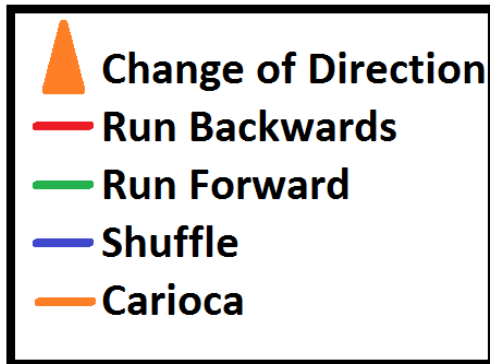 Change of Direction
Run Backwards
Run Forward
Shuffle
Carioca